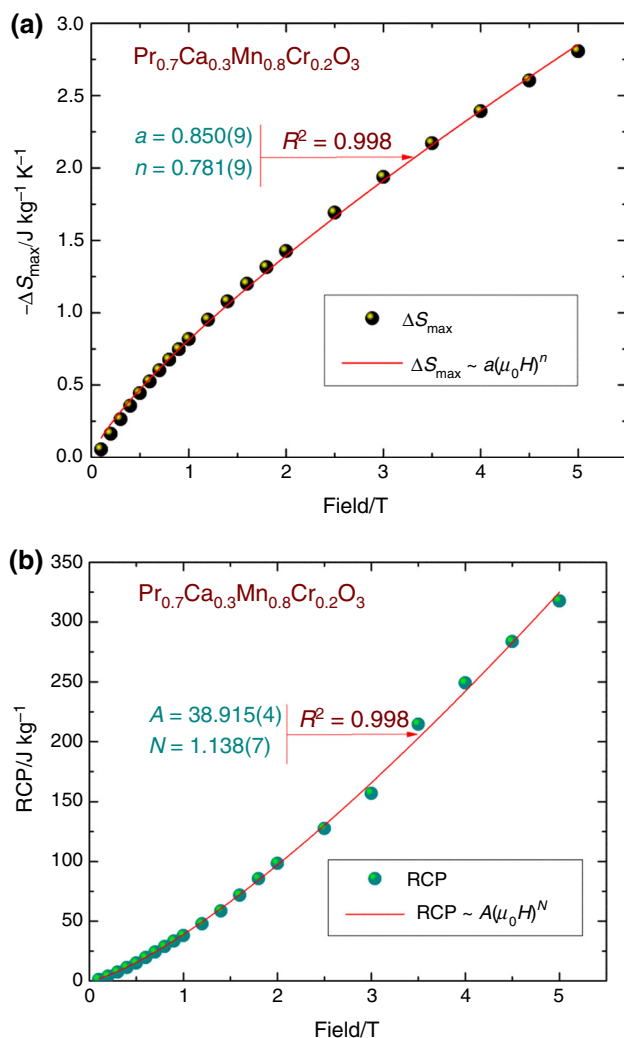 (a)
3.0
2.5
2.0
1.5
1.0
0.5
0.0
–ΔSmax/J kg⁻¹ K⁻¹
Pr0.7Ca0.3Mn0.8Cr0.2O3
a = 0.850(9)
n = 0.781(9)
R² = 0.998
ΔSmax
ΔSmax ~ a(μ0H)ⁿ
0 1 2 3 4 5
Field/T
(b)
350
300
250
200
150
100
50
0
RCP/J kg⁻¹
Pr0.7Ca0.3Mn0.8Cr0.2O3
A = 38.915(4)
N = 1.138(7)
R² = 0.998
RCP
RCP ~ A(μ0H)ᴺ
0 1 2 3 4 5
Field/T